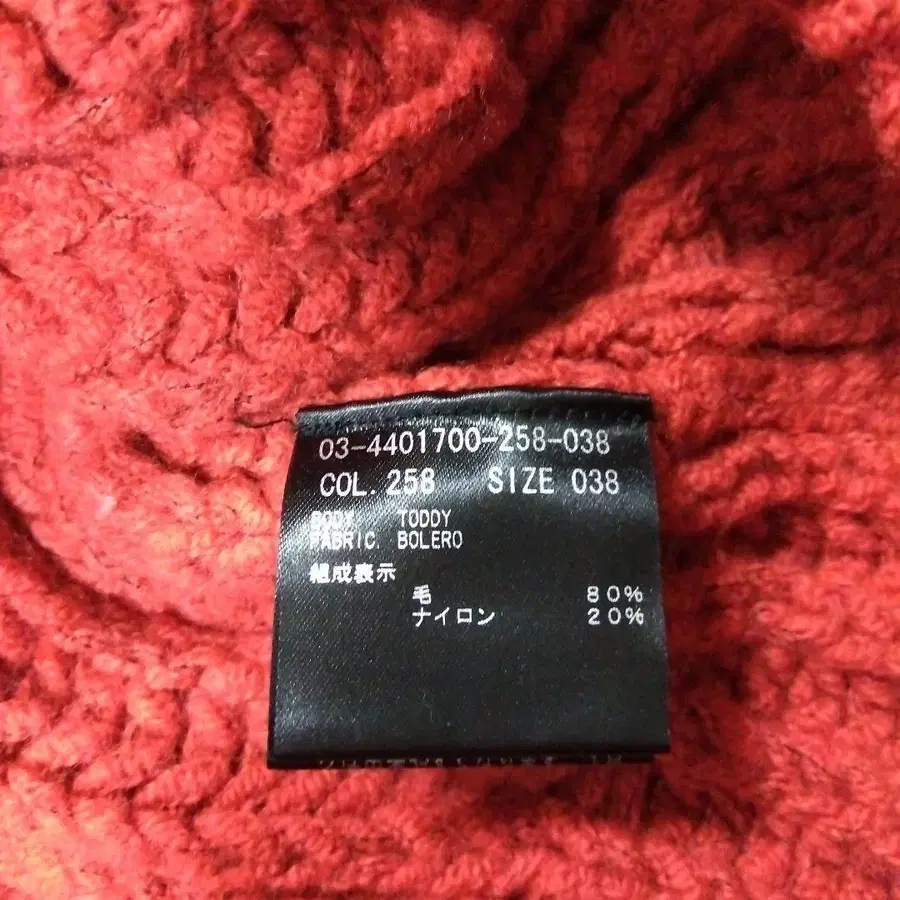 03-4401700-258-038
COL. 258 SIZE 038
BODY. TODDY
FABRIC. BOLERO
組成表示
毛 80%
ナイロン 20%